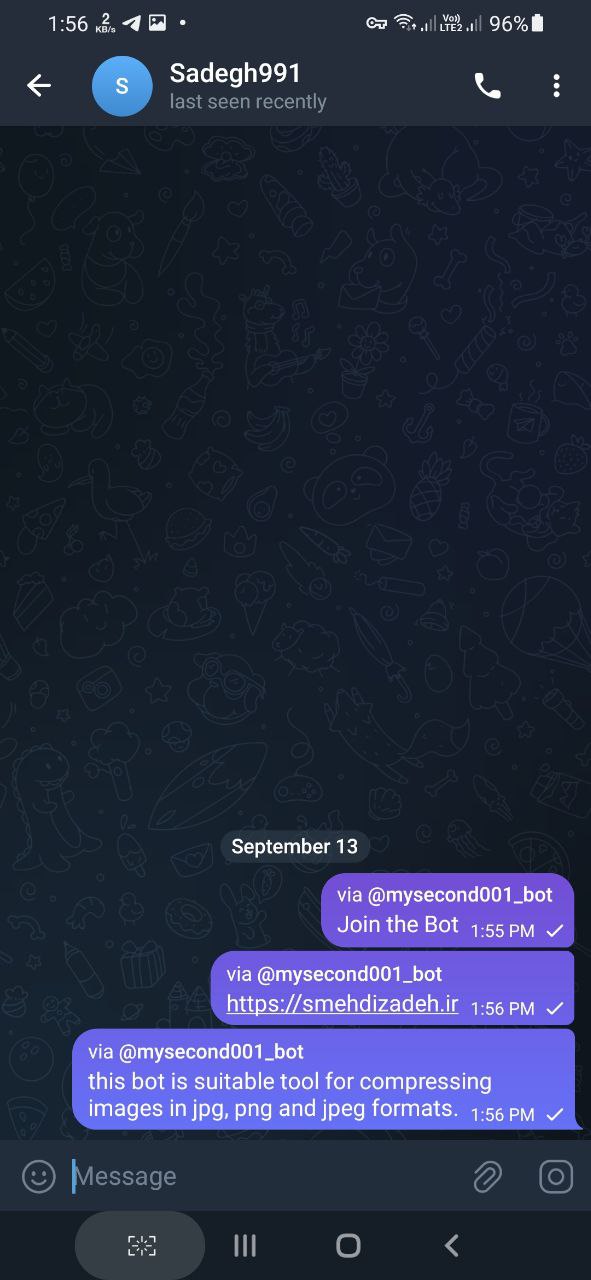 1:56 2 KB/s Vo)) LTE2 96%
S
Sadegh991
last seen recently
September 13
via @mysecond001_bot
Join the Bot 1:55 PM
via @mysecond001_bot
https://smehdizadeh.ir 1:56 PM
via @mysecond001_bot
this bot is suitable tool for compressing
images in jpg, png and jpeg formats. 1:56 PM
Message